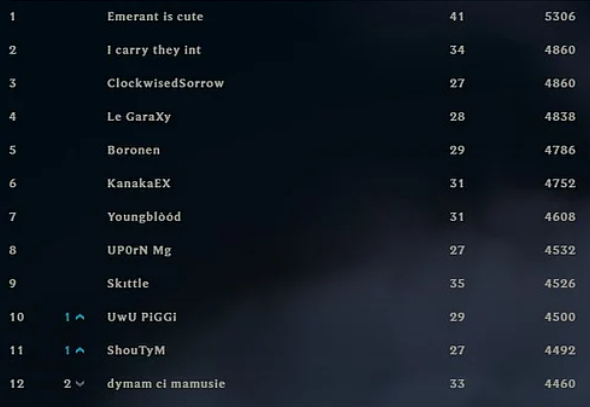 1 Emerant is cute 41 5306
2 I carry they int 34 4860
3 ClockwisedSorrow 27 4860
4 Le GaraXy 28 4838
5 Boronen 29 4786
6 KanakaEX 31 4752
7 Youngblòód 31 4608
8 UP0rN Mg 27 4532
9 Skıttle 35 4526
10 1 UwU PiGGi 29 4500
11 1 ShouTyM 27 4492
12 2 dymam ci mamusie 33 4460